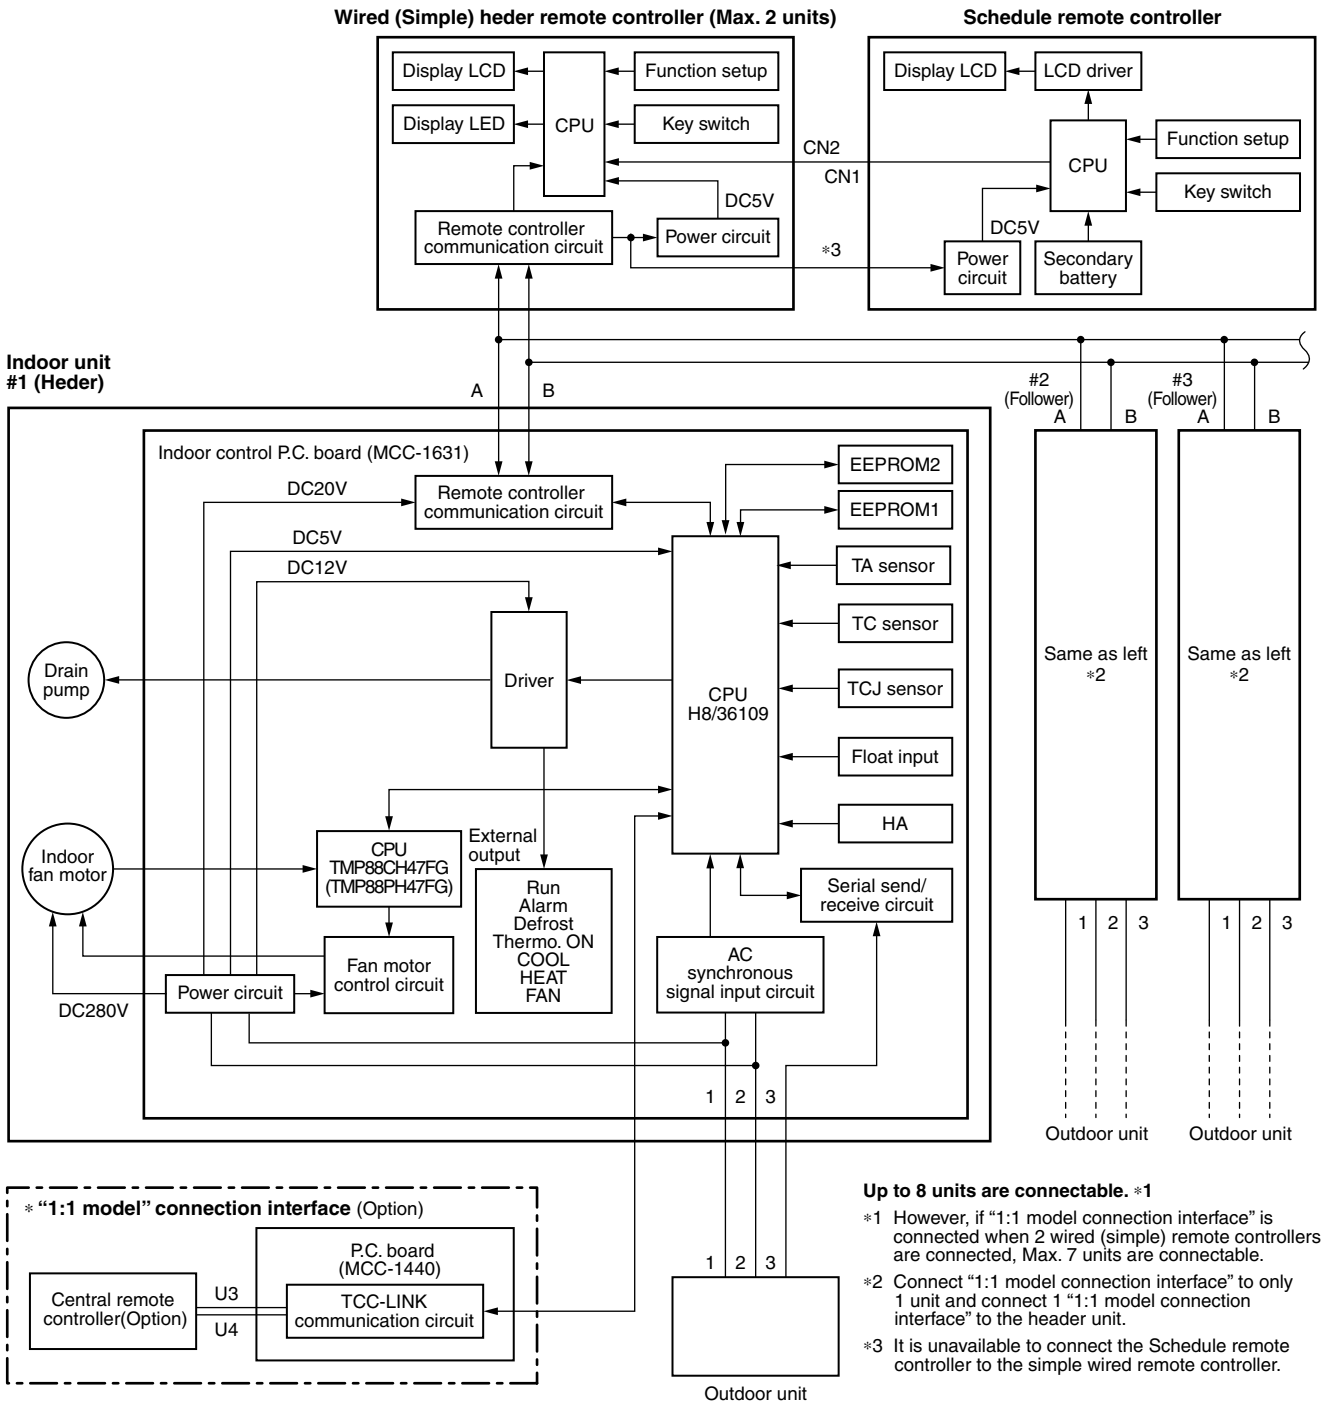 Wired (Simple) heder remote controller (Max. 2 units)
Schedule remote controller
Display LCD
Function setup
Display LED
CPU
Key switch
Display LCD
LCD driver
CPU
Function setup
Key switch
CN2
CN1
DC5V
Remote controller
communication circuit
Power circuit
∗3
DC5V
Power
circuit
Secondary
battery
Indoor unit
#1 (Heder)
A
B
#2
(Follower)
A
B
#3
(Follower)
A
B
Indoor control P.C. board (MCC-1631)
DC20V
Remote controller
communication circuit
DC5V
DC12V
EEPROM2
EEPROM1
TA sensor
TC sensor
TCJ sensor
Float input
HA
Drain
pump
Driver
CPU
H8/36109
Same as left
∗2
Same as left
∗2
Indoor
fan motor
CPU
TMP88CH47FG
(TMP88PH47FG)
External
output
Run
Alarm
Defrost
Thermo. ON
COOL
HEAT
FAN
Serial send/
receive circuit
AC
synchronous
signal input circuit
Fan motor
control circuit
Power circuit
DC280V
1
2
3
1
2
3
1
2
3
Outdoor unit
Outdoor unit
∗ “1:1 model” connection interface (Option)
P.C. board
(MCC-1440)
Central remote
controller(Option)
U3
U4
TCC-LINK
communication circuit
1
2
3
Outdoor unit
Up to 8 units are connectable. ∗1
∗1 However, if “1:1 model connection interface” is
connected when 2 wired (simple) remote controllers
are connected, Max. 7 units are connectable.
∗2 Connect “1:1 model connection interface” to only
1 unit and connect 1 “1:1 model connection
interface” to the header unit.
∗3 It is unavailable to connect the Schedule remote
controller to the simple wired remote controller.